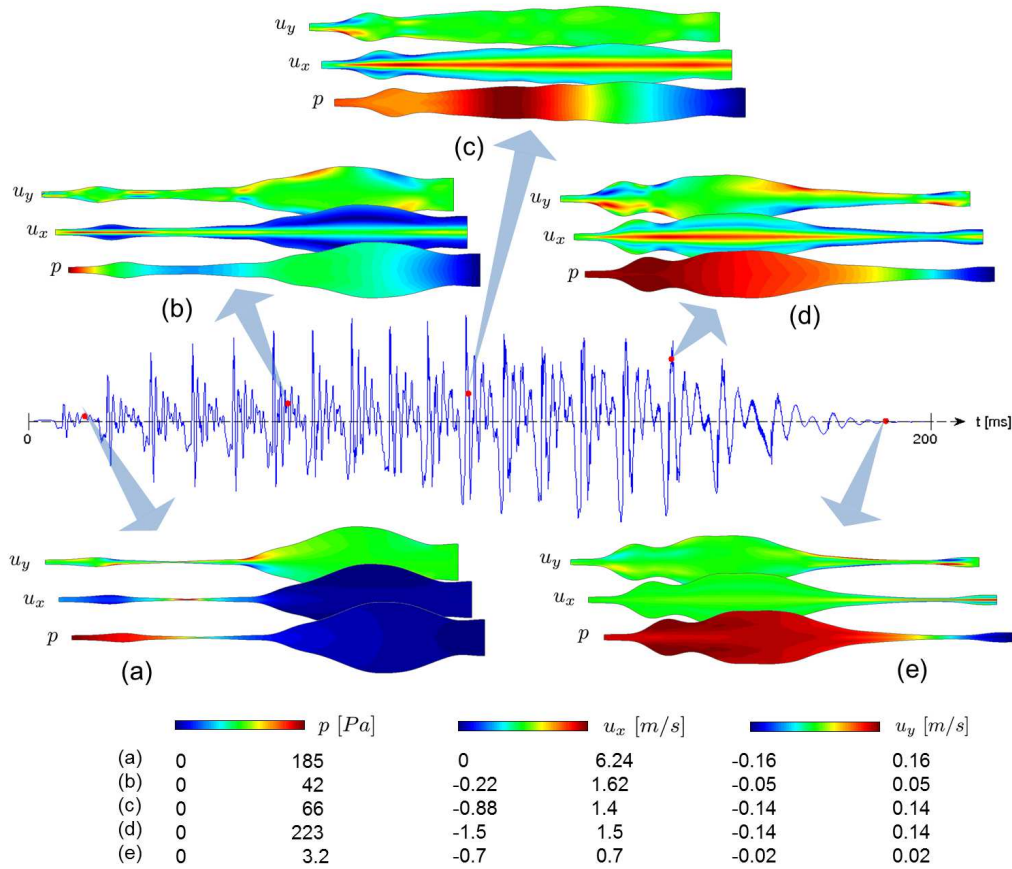 u_y
u_x
p
(c)
u_y
u_x
p
(b)
u_y
u_x
p
(d)
0
200
t [ms]
u_y
u_x
p
(a)
u_y
u_x
p
(e)
p [Pa] u_x [m/s] u_y [m/s]
(a) 0 185 0 6.24 -0.16 0.16
(b) 0 42 -0.22 1.62 -0.05 0.05
(c) 0 66 -0.88 1.4 -0.14 0.14
(d) 0 223 -1.5 1.5 -0.14 0.14
(e) 0 3.2 -0.7 0.7 -0.02 0.02